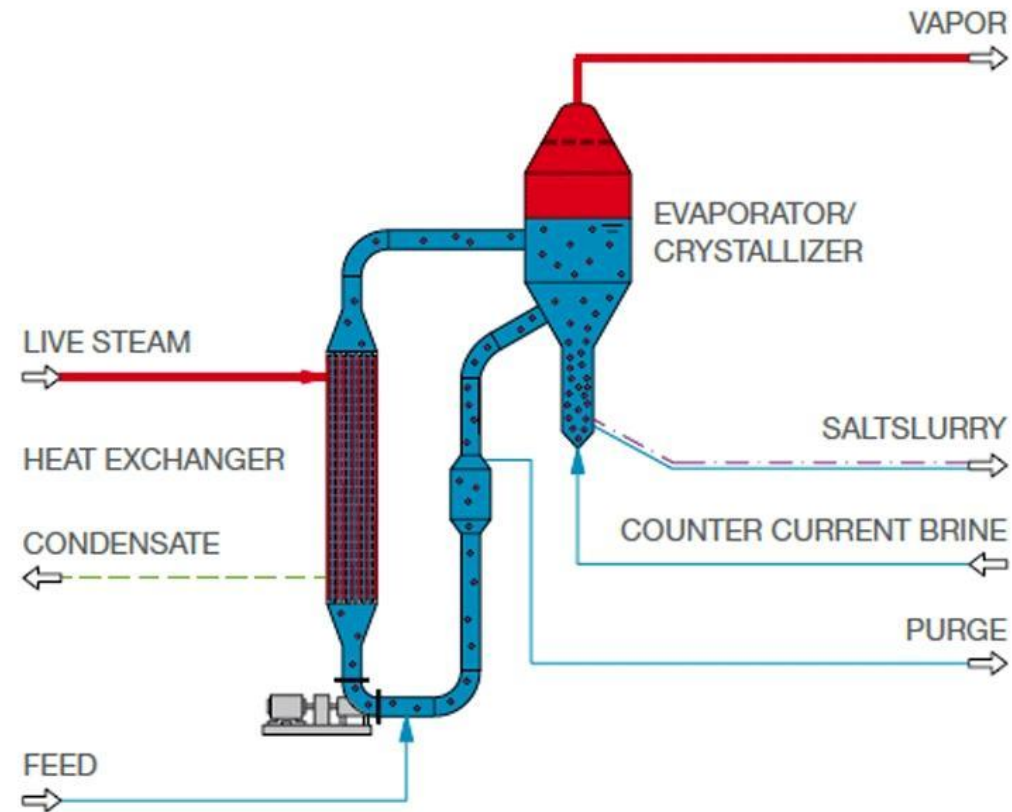 VAPOR
EVAPORATOR/
CRYSTALLIZER
LIVE STEAM
HEAT EXCHANGER
SALTSLURRY
COUNTER CURRENT BRINE
CONDENSATE
PURGE
FEED